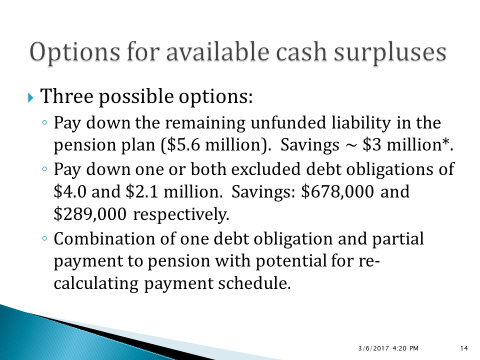 Options for available cash surpluses
Three possible options:
Pay down the remaining unfunded liability in the
pension plan ($5.6 million).  Savings ~ $3 million*.
Pay down one or both excluded debt obligations of
$4.0 and $2.1 million.  Savings: $678,000 and
$289,000 respectively.
Combination of one debt obligation and partial
payment to pension with potential for re-
calculating payment schedule.
3/6/2017 4:20 PM 14